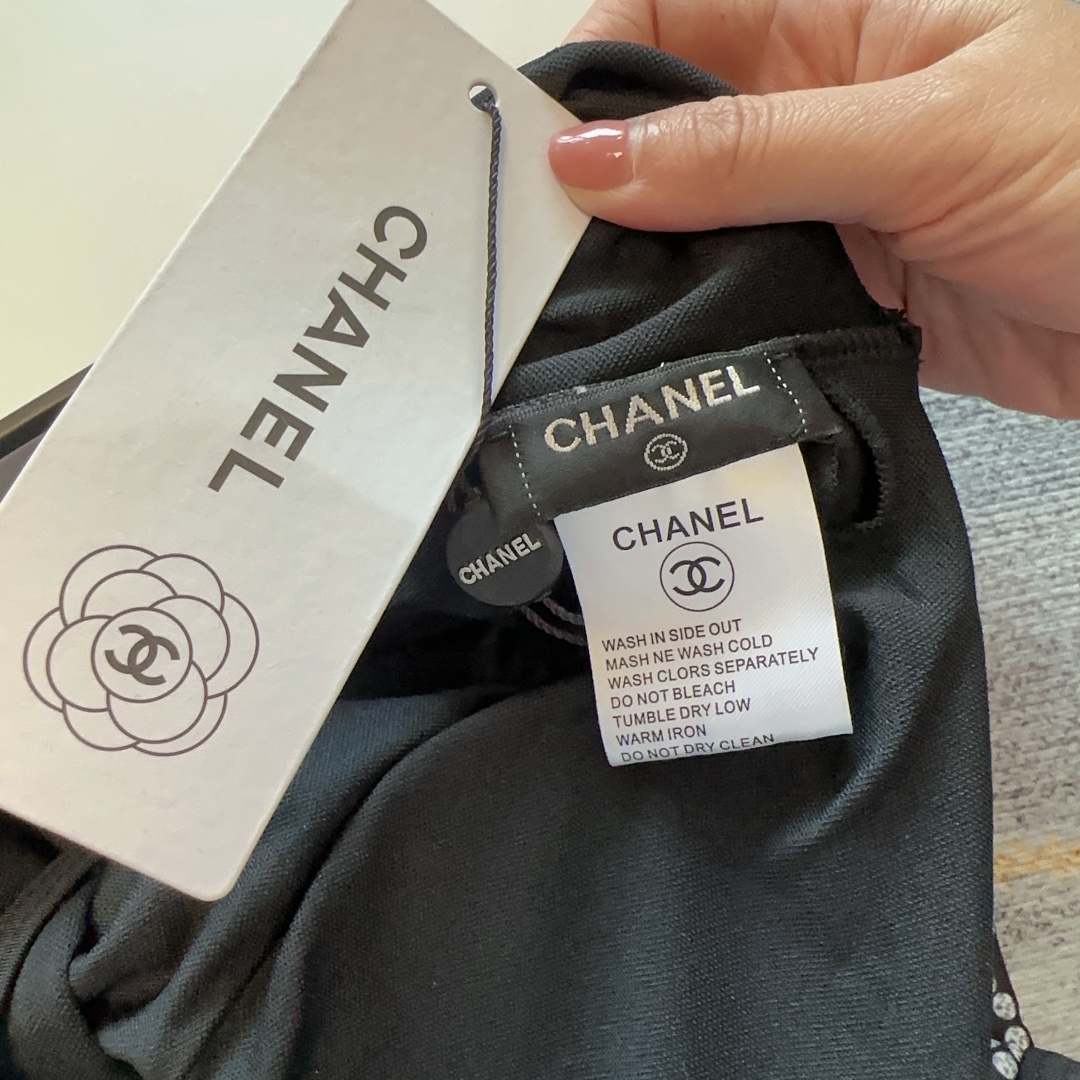 CHANEL
CHANEL
CHANEL
CHANEL
WASH IN SIDE OUT
MASH NE WASH COLD
WASH CLORS SEPARATELY
DO NOT BLEACH
TUMBLE DRY LOW
WARM IRON
DO NOT DRY CLEAN